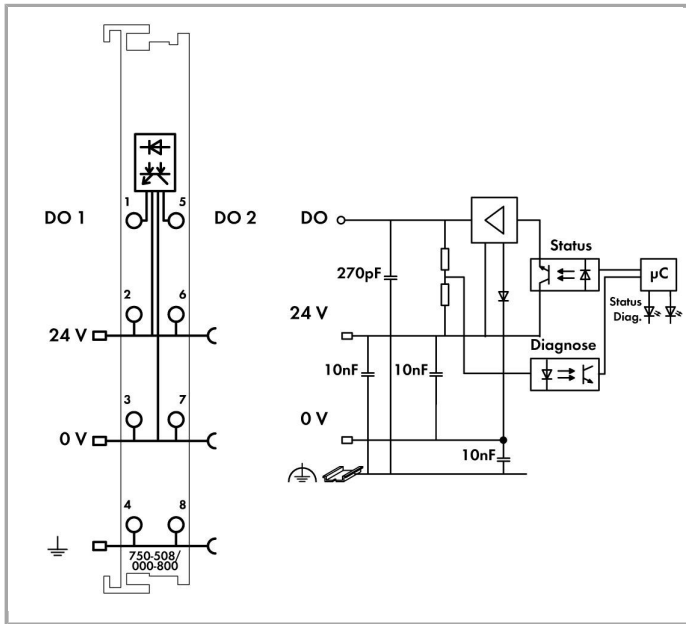 1
5
DO 1
DO 2
2
6
24 V
3
7
0 V
4
8
750-508/
000-800
DO
Status
270pF
µC
Status
Diag.
24 V
Diagnose
10nF
10nF
0 V
10nF